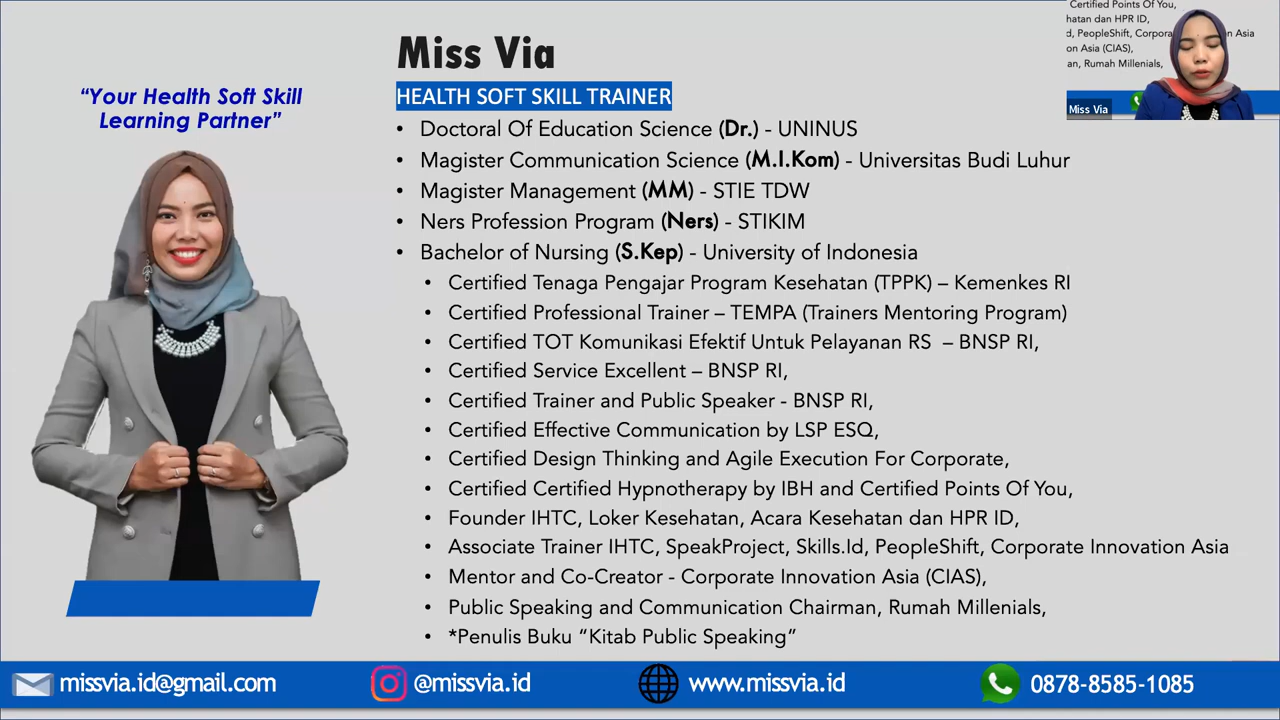 Miss Via
HEALTH SOFT SKILL TRAINER
“Your Health Soft Skill
Learning Partner”
• Doctoral Of Education Science (Dr.) - UNINUS
• Magister Communication Science (M.I.Kom) - Universitas Budi Luhur
• Magister Management (MM) - STIE TDW
• Ners Profession Program (Ners) - STIKIM
• Bachelor of Nursing (S.Kep) - University of Indonesia
• Certified Tenaga Pengajar Program Kesehatan (TPPK) – Kemenkes RI
• Certified Professional Trainer – TEMPA (Trainers Mentoring Program)
• Certified TOT Komunikasi Efektif Untuk Pelayanan RS – BNSP RI,
• Certified Service Excellent – BNSP RI,
• Certified Trainer and Public Speaker - BNSP RI,
• Certified Effective Communication by LSP ESQ,
• Certified Design Thinking and Agile Execution For Corporate,
• Certified Certified Hypnotherapy by IBH and Certified Points Of You,
• Founder IHTC, Loker Kesehatan, Acara Kesehatan dan HPR ID,
• Associate Trainer IHTC, SpeakProject, Skills.Id, PeopleShift, Corporate Innovation Asia
• Mentor and Co-Creator - Corporate Innovation Asia (CIAS),
• Public Speaking and Communication Chairman, Rumah Millenials,
• *Penulis Buku “Kitab Public Speaking”
missvia.id@gmail.com
@missvia.id
www.missvia.id
0878-8585-1085
Certified Points Of You,
hatan dan HPR ID,
d, PeopleShift, Corpora n Asia
on Asia (CIAS),
an, Rumah Millenials,
Miss Via